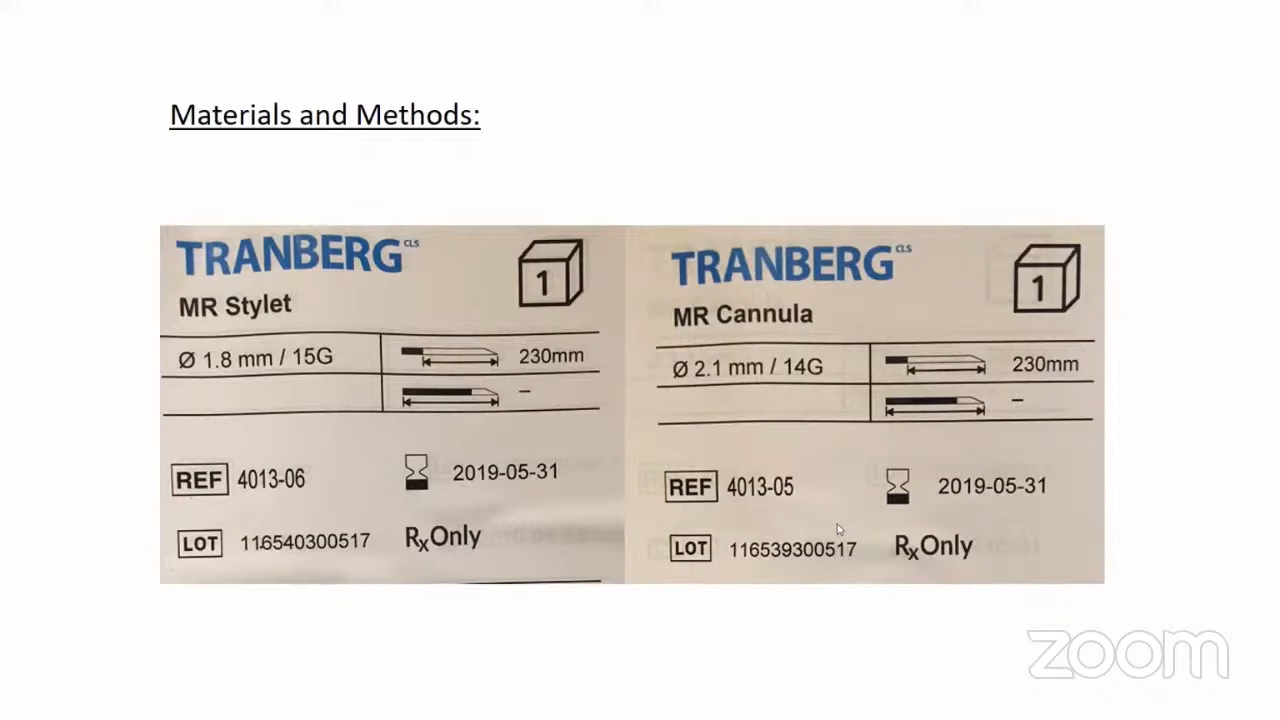 Materials and Methods:
TRANBERG CLS
1
MR Stylet
Ø 1.8 mm / 15G
230mm
–
REF 4013-06
2019-05-31
LOT 116540300517
RxOnly
TRANBERG CLS
1
MR Cannula
Ø 2.1 mm / 14G
230mm
–
REF 4013-05
2019-05-31
LOT 116539300517
RxOnly
zoom